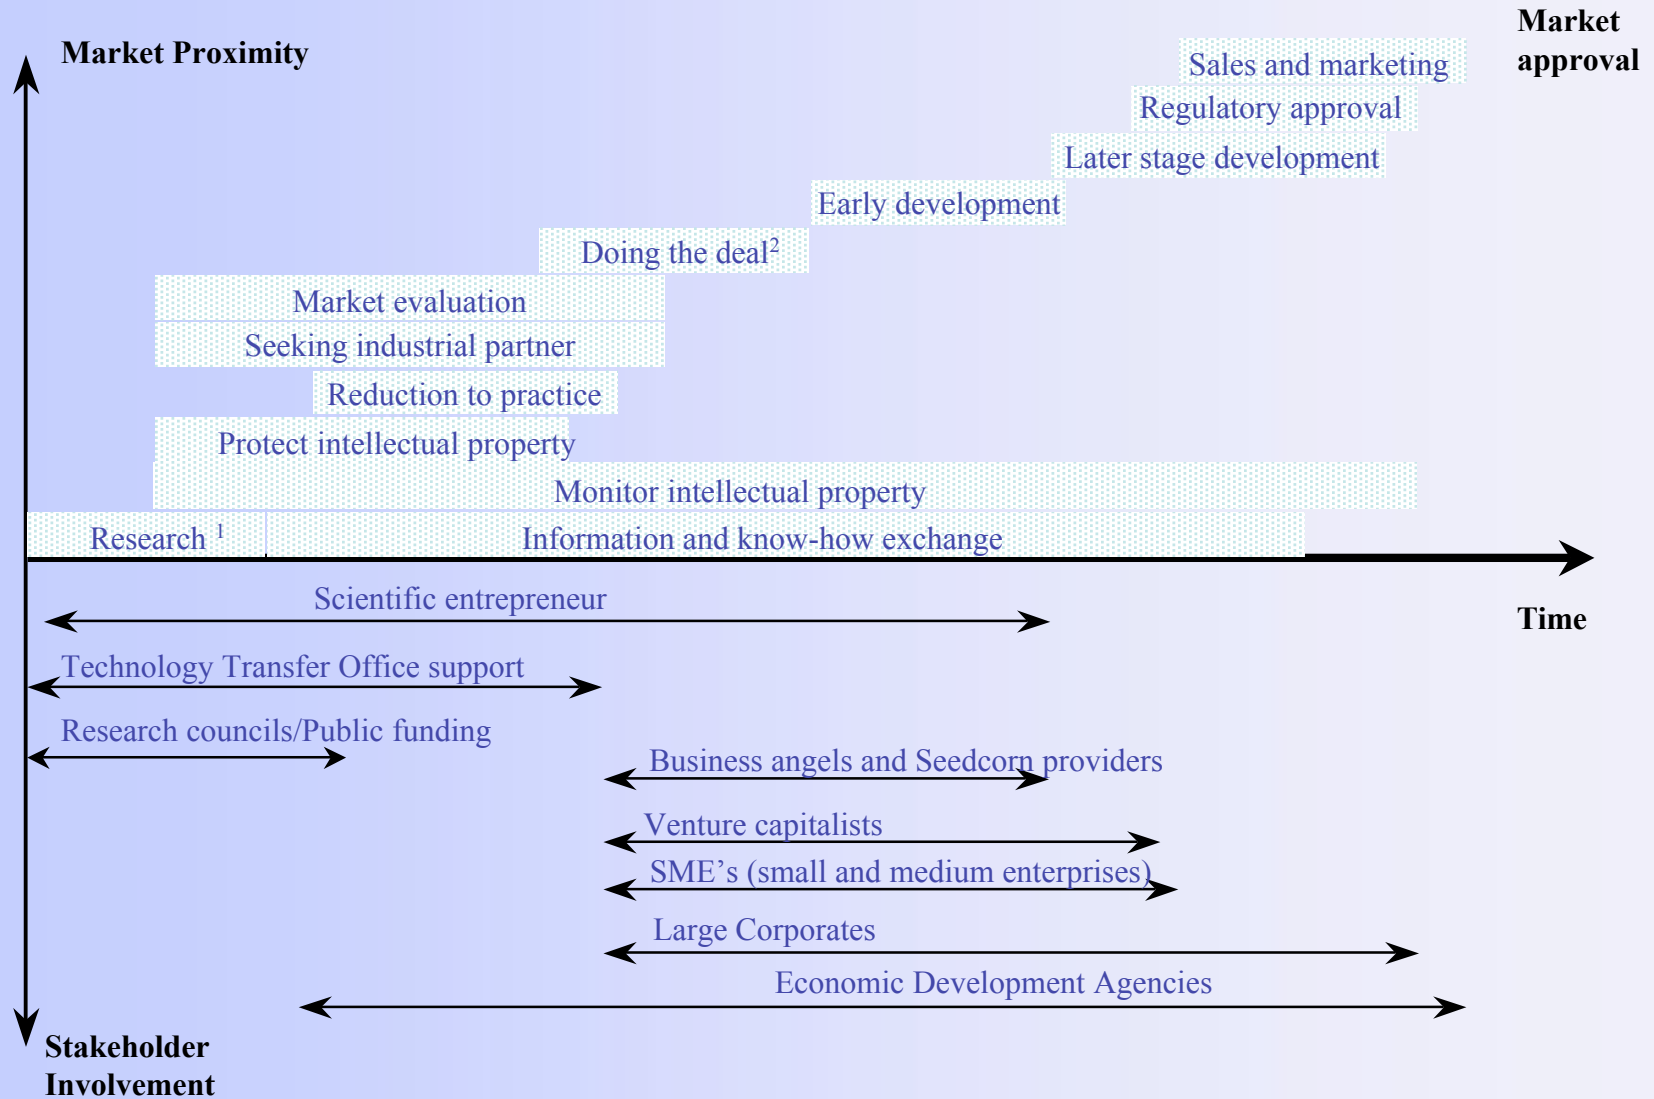 Market
approval
Market Proximity
Sales and marketing
Regulatory approval
Later stage development
Early development
Doing the deal2
Market evaluation
Seeking industrial partner
Reduction to practice
Protect intellectual property
Monitor intellectual property
Research 1
Information and know-how exchange
Scientific entrepreneur
Time
Technology Transfer Office support
Research councils/Public funding
Business angels and Seedcorn providers
Venture capitalists
SME’s (small and medium enterprises)
Large Corporates
Economic Development Agencies
Stakeholder
Involvement